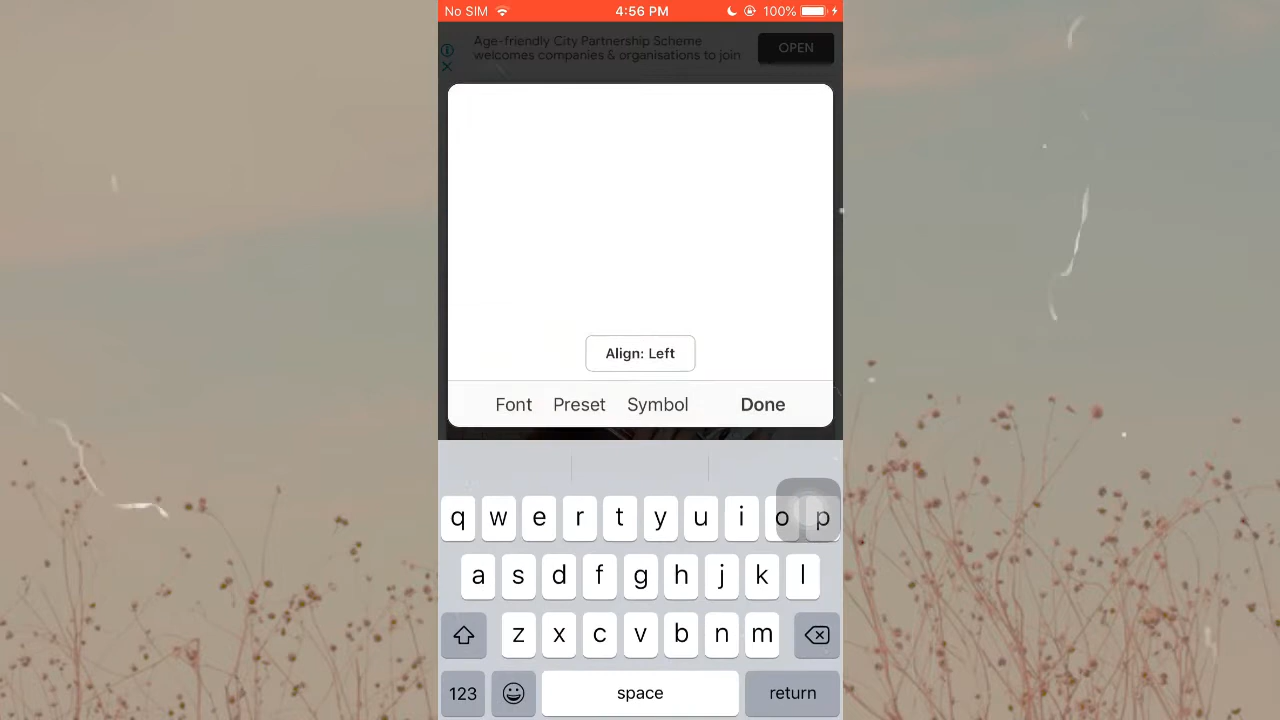 No SIM 4:56 PM 100%
Age-friendly City Partnership Scheme
welcomes companies & organisations to join
OPEN
Align: Left
Font Preset Symbol Done
q w e r t y u i o p
a s d f g h j k l
z x c v b n m
123 space return